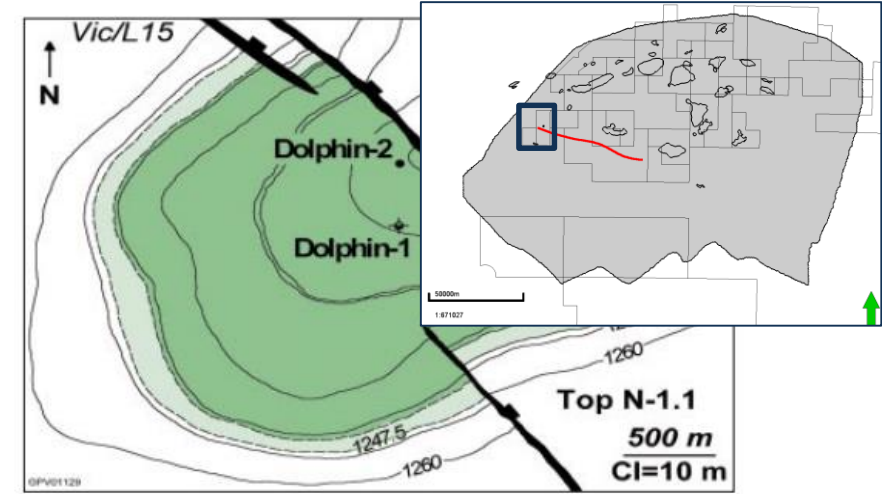 Vic/L15
N
Dolphin-2
Dolphin-1
50000m
1:671027
1260
Top N-1.1
1247.5
500 m
1260
CI=10 m
GPV01129